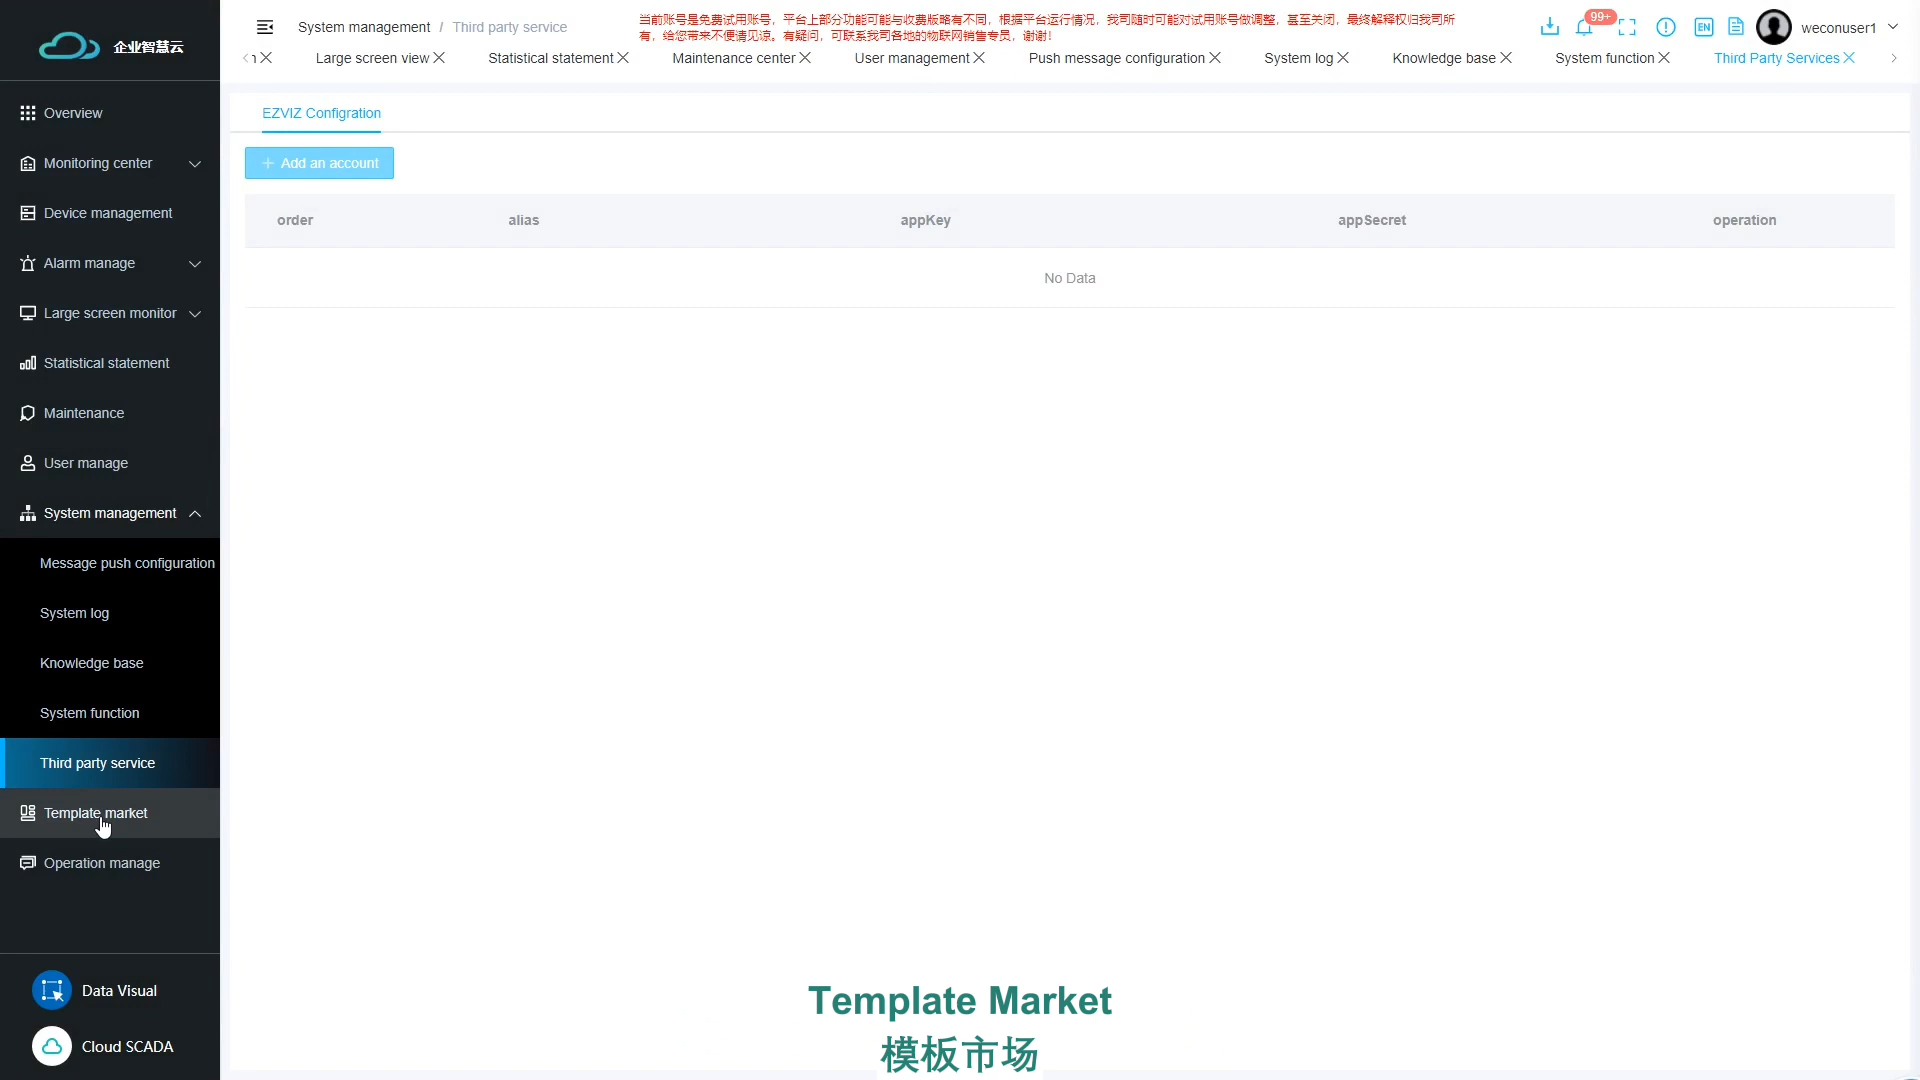 企业智慧云
System management / Third party service
当前账号是免费试用账号，平台上部分功能可能与收费版略有不同，根据平台运行情况，我司随时可能对试用账号做调整，甚至关闭，最终解释权归我司所
有，给您带来不便请见谅。有疑问，可联系我司各地的物联网销售专员，谢谢！
99+
EN
weconuser1
Large screen view
Statistical statement
Maintenance center
User management
Push message configuration
System log
Knowledge base
System function
Third Party Services
Overview
Monitoring center
Device management
Alarm manage
Large screen monitor
Statistical statement
Maintenance
User manage
System management
Message push configuration
System log
Knowledge base
System function
Third party service
Template market
Operation manage
Data Visual
Cloud SCADA
EZVIZ Configration
+ Add an account
order alias appKey appSecret operation
No Data
Template Market
模板市场